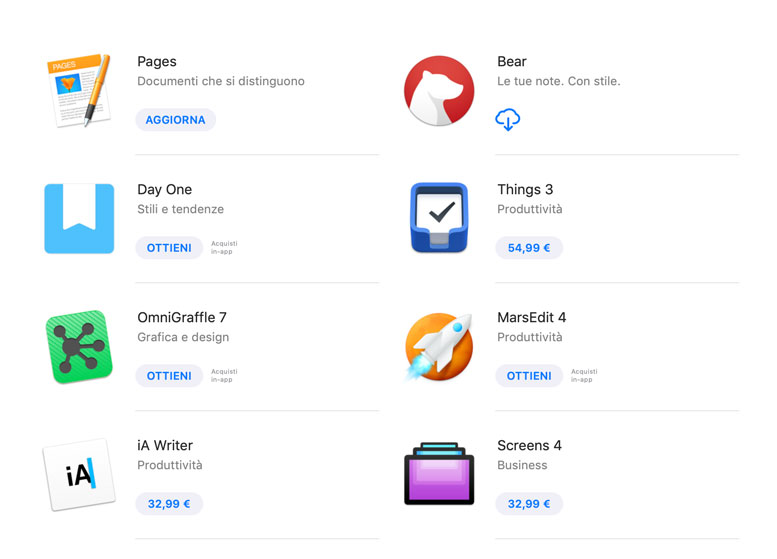 PAGES
Pages
Documenti che si distinguono
AGGIORNA
Bear
Le tue note. Con stile.
Day One
Stili e tendenze
OTTIENI
Acquisti
in-app
Things 3
Produttività
54,99 €
OmniGraffle 7
Grafica e design
OTTIENI
Acquisti
in-app
MarsEdit 4
Produttività
OTTIENI
Acquisti
in-app
iA
iA Writer
Produttività
32,99 €
Screens 4
Business
32,99 €